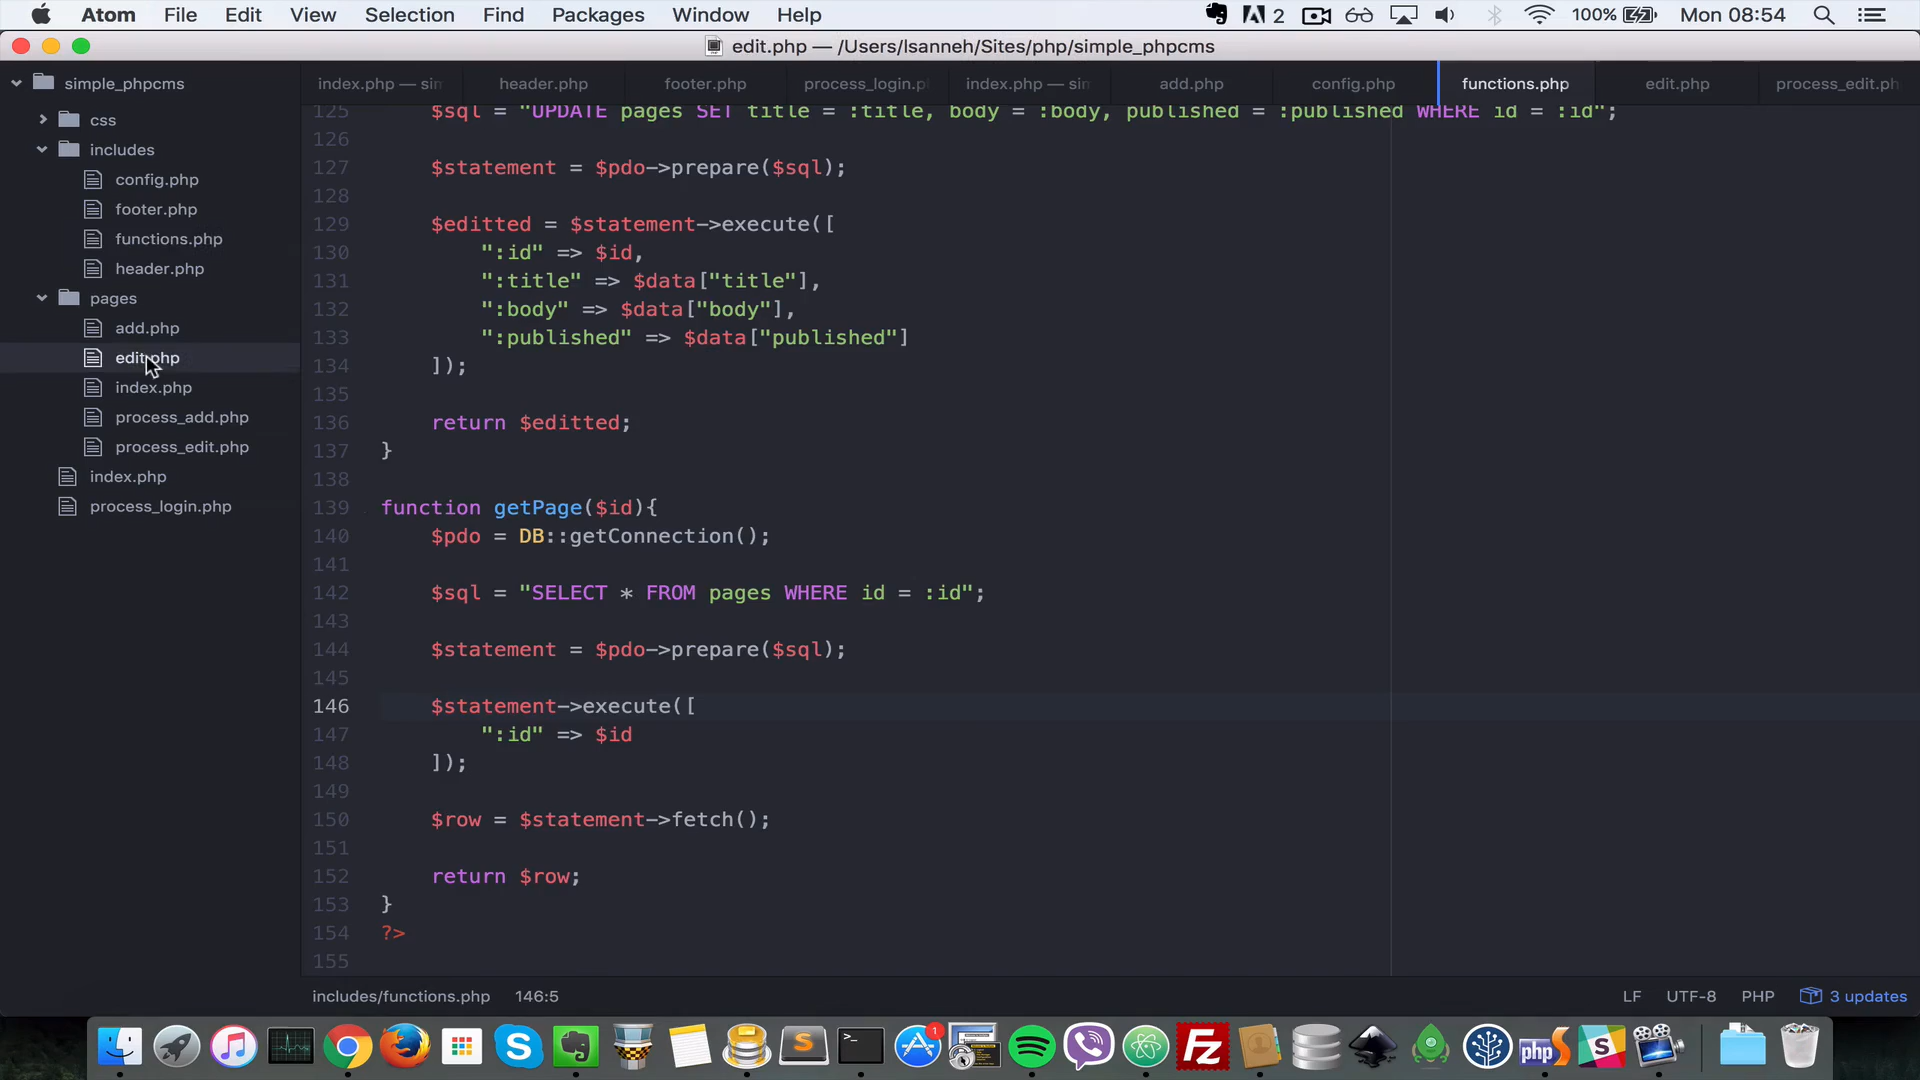 Atom File Edit View Selection Find Packages Window Help 2 100% Mon 08:54
edit.php — /Users/lsanneh/Sites/php/simple_phpcms
simple_phpcms
css
includes
config.php
footer.php
functions.php
header.php
pages
add.php
edit.php
index.php
process_add.php
process_edit.php
index.php
process_login.php
index.php — sim header.php footer.php process_login.p index.php — sim add.php config.php functions.php edit.php process_edit.ph
125 $sql = "UPDATE pages SET title = :title, body = :body, published = :published WHERE id = :id";
126
127 $statement = $pdo->prepare($sql);
128
129 $editted = $statement->execute([
130 ":id" => $id,
131 ":title" => $data["title"],
132 ":body" => $data["body"],
133 ":published" => $data["published"]
134 ]);
135
136 return $editted;
137 }
138
139 function getPage($id){
140 $pdo = DB::getConnection();
141
142 $sql = "SELECT * FROM pages WHERE id = :id";
143
144 $statement = $pdo->prepare($sql);
145
146 $statement->execute([
147 ":id" => $id
148 ]);
149
150 $row = $statement->fetch();
151
152 return $row;
153 }
154 ?>
155
includes/functions.php 146:5 LF UTF-8 PHP 3 updates
1
php